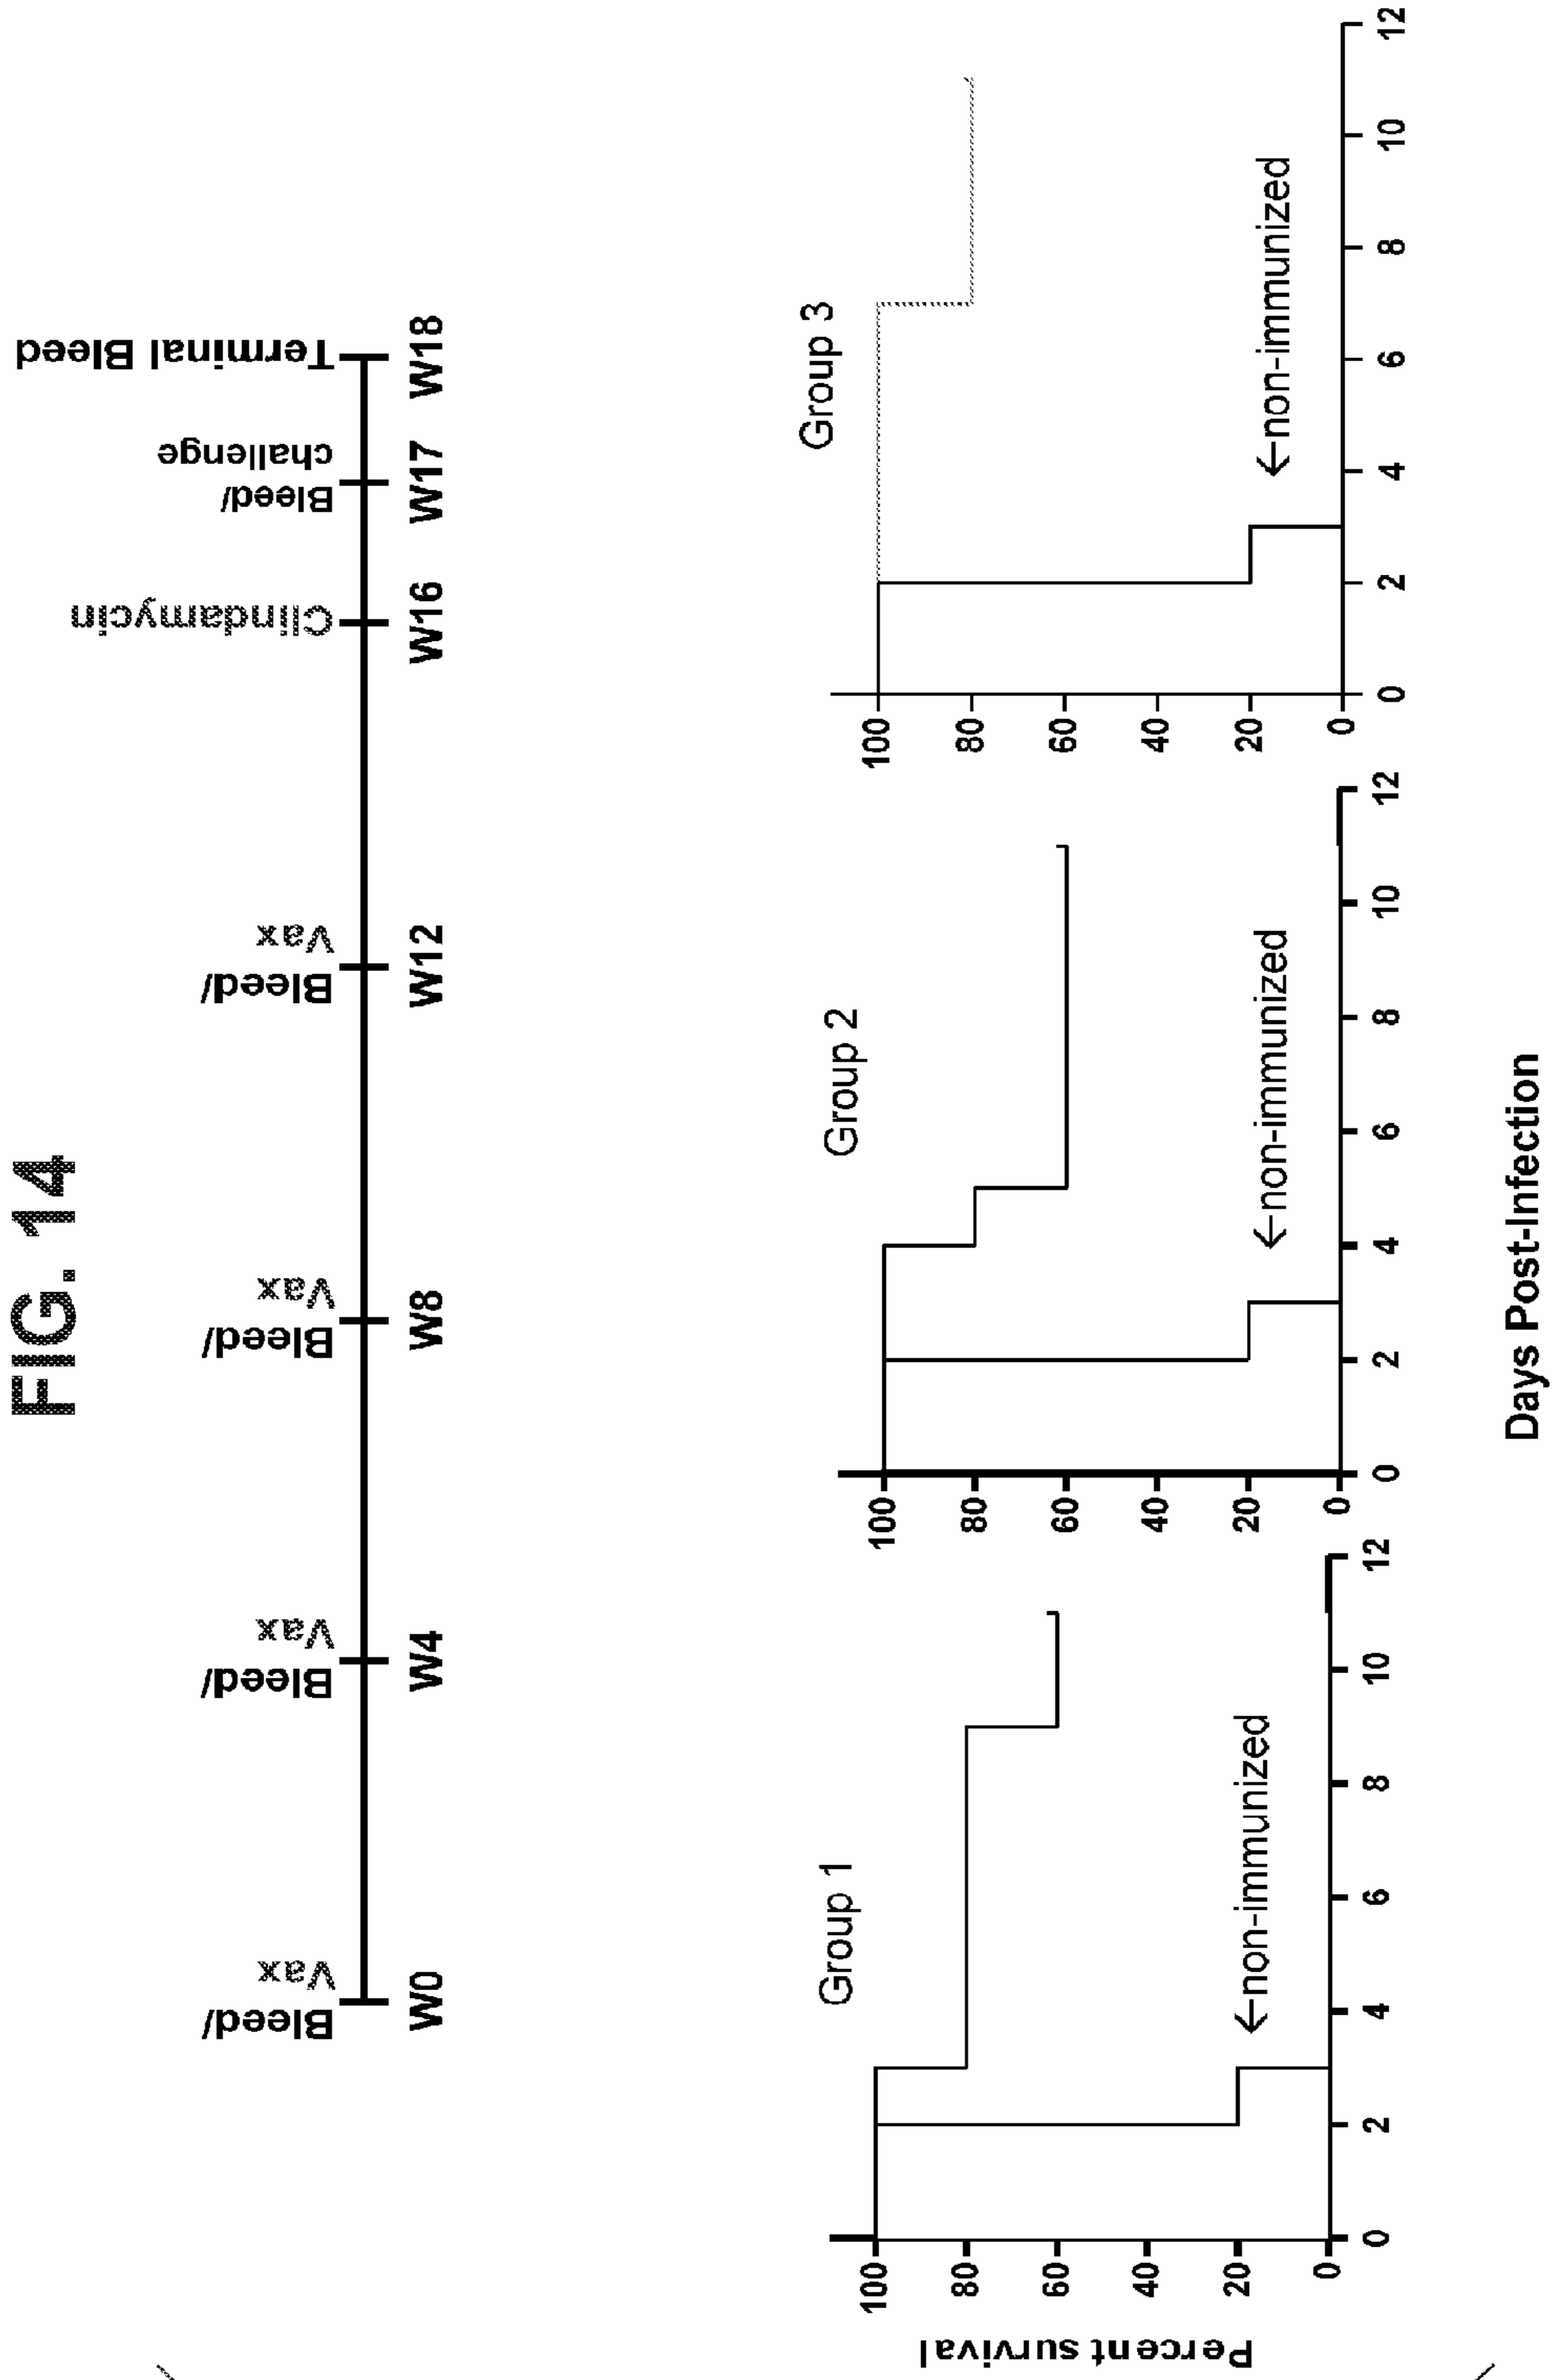 FIG. 14
Bleed/
Vax
Bleed/
Vax
Bleed/
Vax
Bleed/
Vax
Clindamycin
Bleed/
challenge
Terminal Bleed
W0 W4 W8 W12 W16 W17 W18
Percent survival
Group 1
100
80
60
40
20
0
←non-immunized
0 2 4 6 8 10 12
Group 2
100
80
60
40
20
0
←non-immunized
0 2 4 6 8 10 12
Group 3
100
80
60
40
20
0
←non-immunized
0 2 4 6 8 10 12
Days Post-Infection